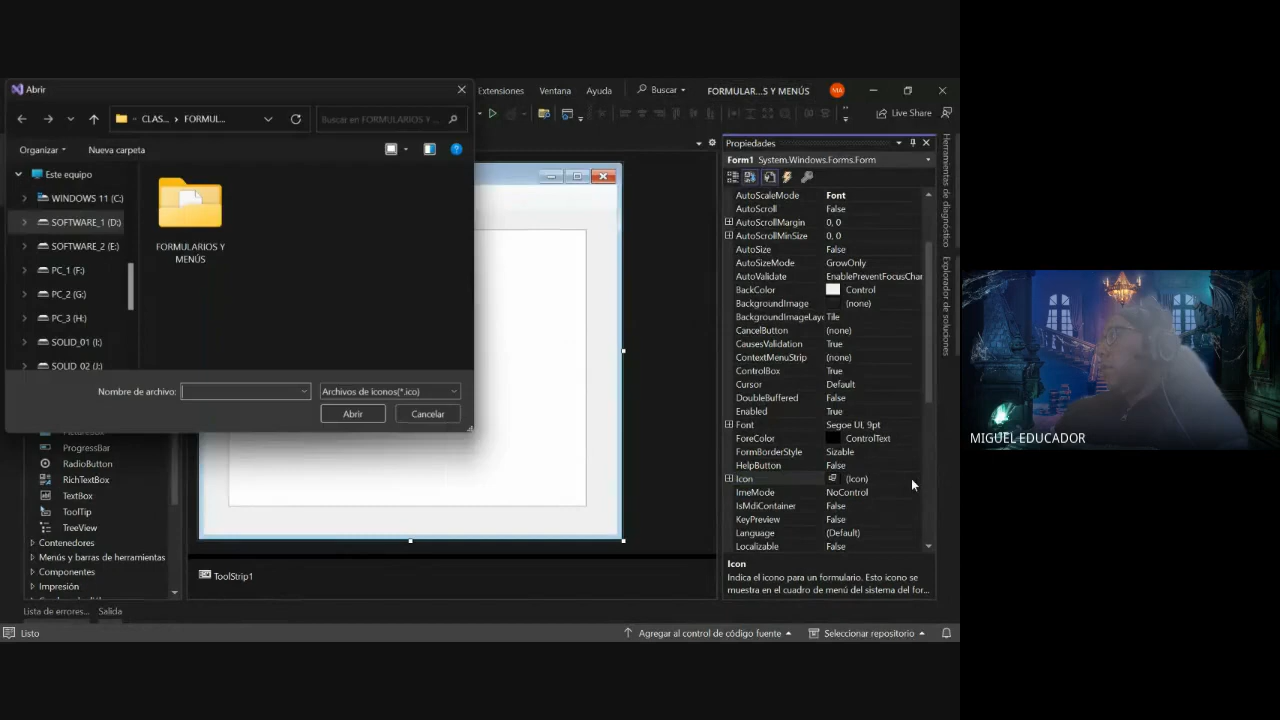 Abrir
CLAS... FORMUL...
Buscar en FORMULARIOS Y ...
Organizar
Nueva carpeta
Este equipo
WINDOWS 11 (C:)
SOFTWARE_1 (D:)
SOFTWARE_2 (E:)
PC_1 (F:)
PC_2 (G:)
PC_3 (H:)
SOLID_01 (I:)
SOLID_02 (J:)
FORMULARIOS Y
MENÚS
Nombre de archivo:
Archivos de iconos(*.ico)
Abrir
Cancelar
Extensiones Ventana Ayuda Buscar FORMULAR...S Y MENÚS MA
Live Share
ProgressBar
RadioButton
RichTextBox
TextBox
ToolTip
TreeView
Contenedores
Menús y barras de herramientas
Componentes
Impresión
Lista de errores... Salida
ToolStrip1
Propiedades
Form1 System.Windows.Forms.Form
AutoScaleMode Font
AutoScroll False
AutoScrollMargin 0, 0
AutoScrollMinSize 0, 0
AutoSize False
AutoSizeMode GrowOnly
AutoValidate EnablePreventFocusChar
BackColor Control
BackgroundImage (none)
BackgroundImageLayc Tile
CancelButton (none)
CausesValidation True
ContextMenuStrip (none)
ControlBox True
Cursor Default
DoubleBuffered False
Enabled True
Font Segoe UI, 9pt
ForeColor ControlText
FormBorderStyle Sizable
HelpButton False
Icon (Icon)
ImeMode NoControl
IsMdiContainer False
KeyPreview False
Language (Default)
Localizable False
Icon
Indica el icono para un formulario. Esto icono se
muestra en el cuadro de menú del sistema del for...
Herramientas de diagnóstico
Explorador de soluciones
Listo
Agregar al control de código fuente
Seleccionar repositorio
MIGUEL EDUCADOR